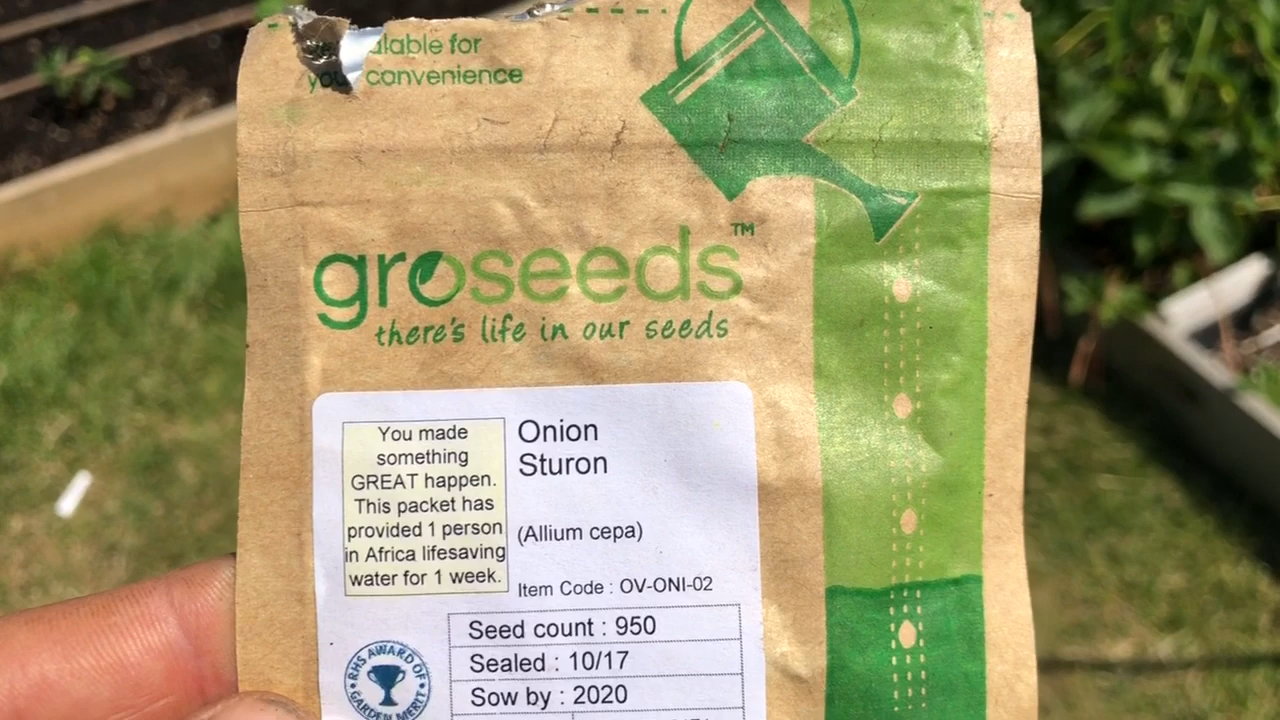 alable for
convenience
groseeds™
there's life in our seeds
You made
something
GREAT happen.
This packet has
provided 1 person
in Africa lifesaving
water for 1 week.
Onion
Sturon
(Allium cepa)
Item Code : OV-ONI-02
Seed count : 950
Sealed : 10/17
Sow by : 2020
RHS AWARD OF
GARDEN MERIT